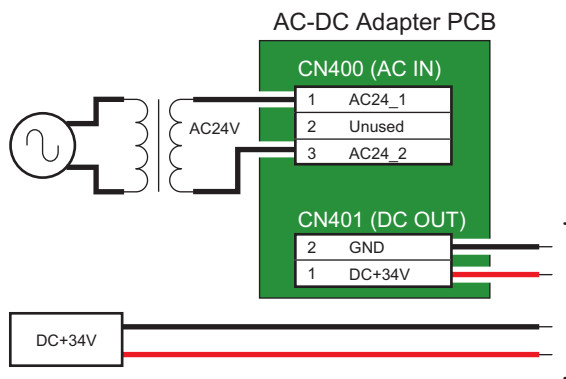 AC-DC Adapter PCB
CN400 (AC IN)
1 AC24_1
AC24V
2 Unused
3 AC24_2
CN401 (DC OUT)
2 GND
1 DC+34V
DC+34V